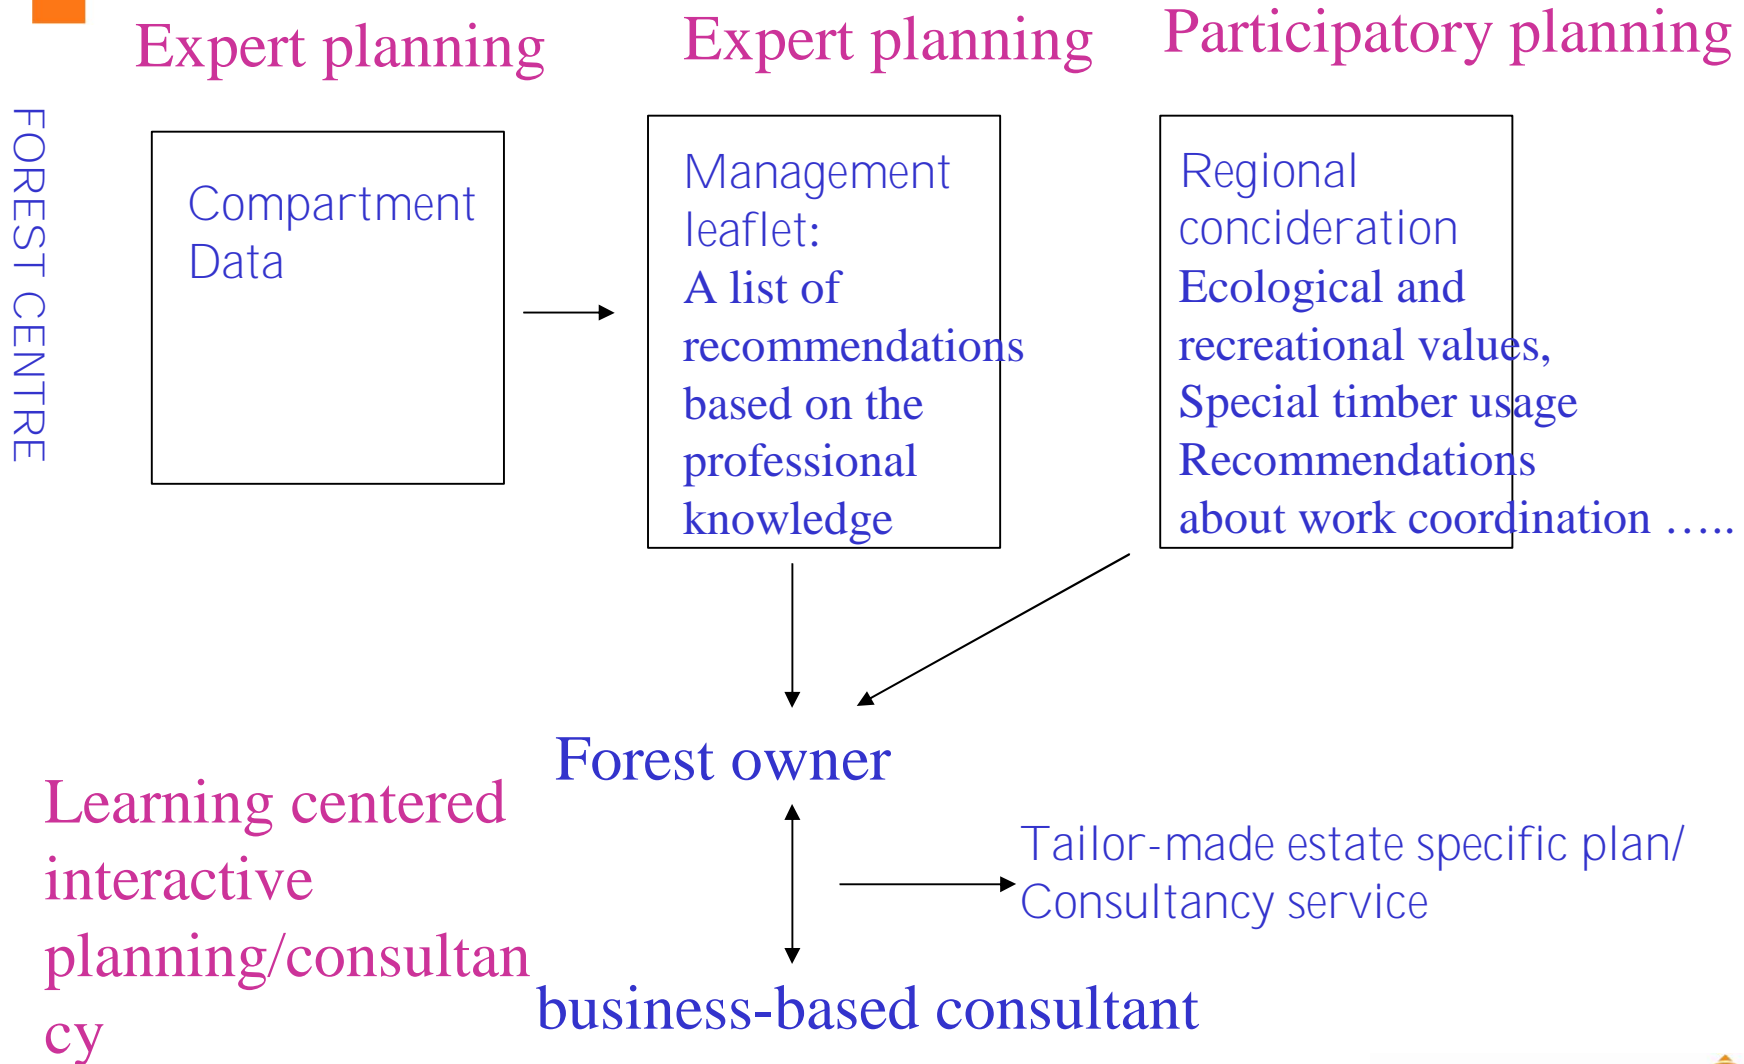 Expert planning
Expert planning
Participatory planning
FOREST CENTRE
Compartment
Data
Management
leaflet:
A list of
recommendations
based on the
professional
knowledge
Regional
concideration
Ecological and
recreational values,
Special timber usage
Recommendations
about work coordination …..
Forest owner
Learning centered
interactive
planning/consultan
cy
Tailor-made estate specific plan/
Consultancy service
business-based consultant